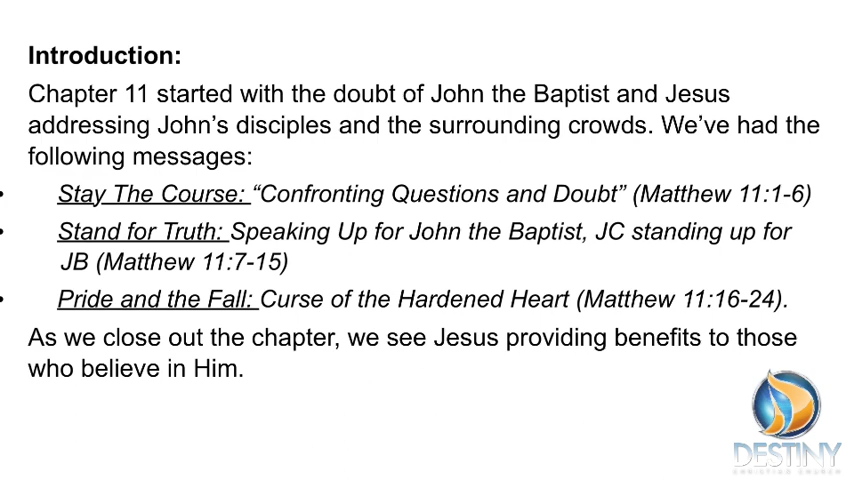 Introduction:
Chapter 11 started with the doubt of John the Baptist and Jesus
addressing John’s disciples and the surrounding crowds. We’ve had the
following messages:
• Stay The Course: “Confronting Questions and Doubt” (Matthew 11:1-6)
• Stand for Truth: Speaking Up for John the Baptist, JC standing up for
JB (Matthew 11:7-15)
• Pride and the Fall: Curse of the Hardened Heart (Matthew 11:16-24).
As we close out the chapter, we see Jesus providing benefits to those
who believe in Him.
DESTINY
CHRISTIAN CHURCH